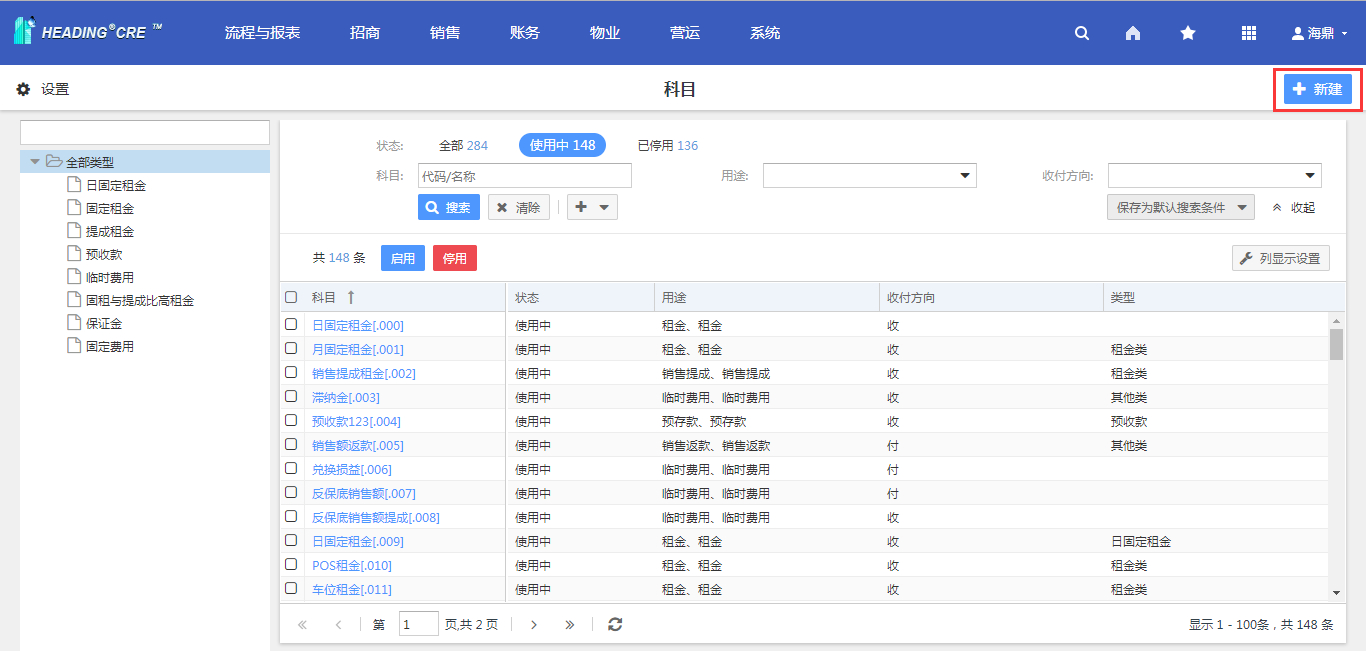 HEADING®CRE ™ 流程与报表 招商 销售 账务 物业 营运 系统 海鼎
设置 科目 新建
全部类型
日固定租金
固定租金
提成租金
预收款
临时费用
固租与提成比高租金
保证金
固定费用
状态: 全部 284 使用中 148 已停用 136
科目: 代码/名称 用途: 收付方向:
搜索 清除 保存为默认搜索条件 收起
共 148 条 启用 停用 列显示设置
科目 ↑ 状态 用途 收付方向 类型
日固定租金[.000] 使用中 租金、租金 收
月固定租金[.001] 使用中 租金、租金 收 租金类
销售提成租金[.002] 使用中 销售提成、销售提成 收 租金类
滞纳金[.003] 使用中 临时费用、临时费用 收 其他类
预收款123[.004] 使用中 预存款、预存款 收 预收款
销售额返款[.005] 使用中 销售返款、销售返款 付 其他类
兑换损益[.006] 使用中 临时费用、临时费用 付
反保底销售额[.007] 使用中 临时费用、临时费用 付
反保底销售额提成[.008] 使用中 临时费用、临时费用 收
日固定租金[.009] 使用中 租金、租金 收 日固定租金
POS租金[.010] 使用中 租金、租金 收 租金类
车位租金[.011] 使用中 租金、租金 收 租金类
第 1 页,共 2 页 显示 1 - 100条，共 148 条